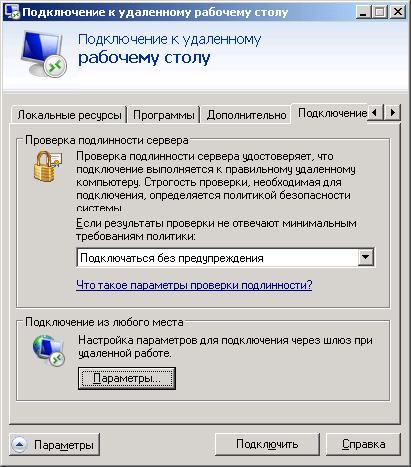 Подключение к удаленному рабочему столу
Подключение к удаленному
рабочему столу
Локальные ресурсы
Программы
Дополнительно
Подключение
Проверка подлинности сервера
Проверка подлинности сервера удостоверяет, что
подключение выполняется к правильному удаленному
компьютеру. Строгость проверки, необходимая для
подключения, определяется политикой безопасности
системы.
Если результаты проверки не отвечают минимальным
требованиям политики:
Подключаться без предупреждения
Что такое параметры проверки подлинности?
Подключение из любого места
Настройка параметров для подключения через шлюз при
удаленной работе.
Параметры...
Параметры
Подключить
Справка